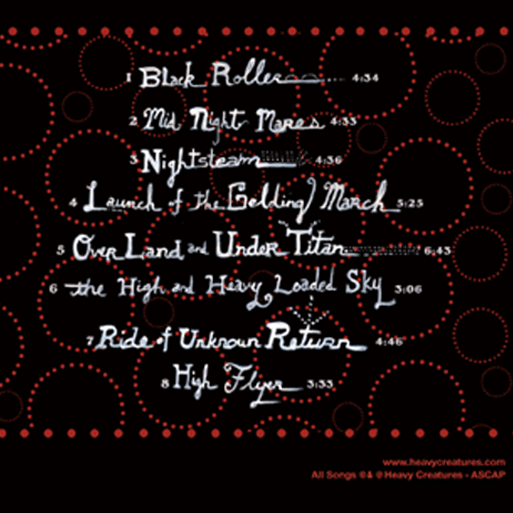 1 Black Roller 4:34
2 Mid Night Mares 4:33
3 Nightsteam 4:36
4 Launch of the Gelding March 5:25
5 Over Land and Under Titan 6:43
6 the High and Heavy Loaded Sky 3:06
7 Ride of Unknown Return 4:46
8 High Flyer 3:33
www.heavycreatures.com
All Songs ©& ℗ Heavy Creatures - ASCAP